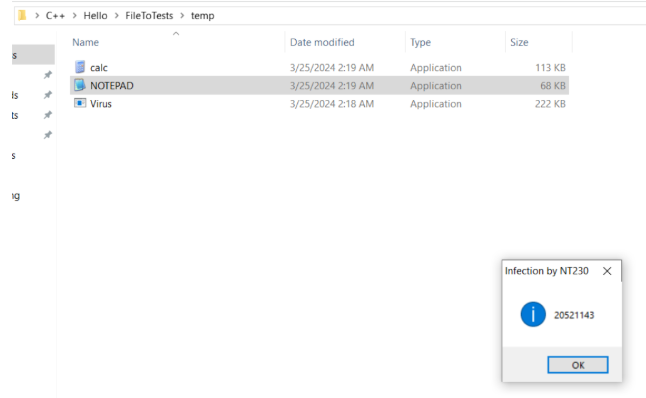 C++ > Hello > FileToTests > temp
Name Date modified Type Size
s
calc 3/25/2024 2:19 AM Application 113 KB
ls NOTEPAD 3/25/2024 2:19 AM Application 68 KB
ts Virus 3/25/2024 2:18 AM Application 222 KB
s
ng
Infection by NT230
20521143
OK